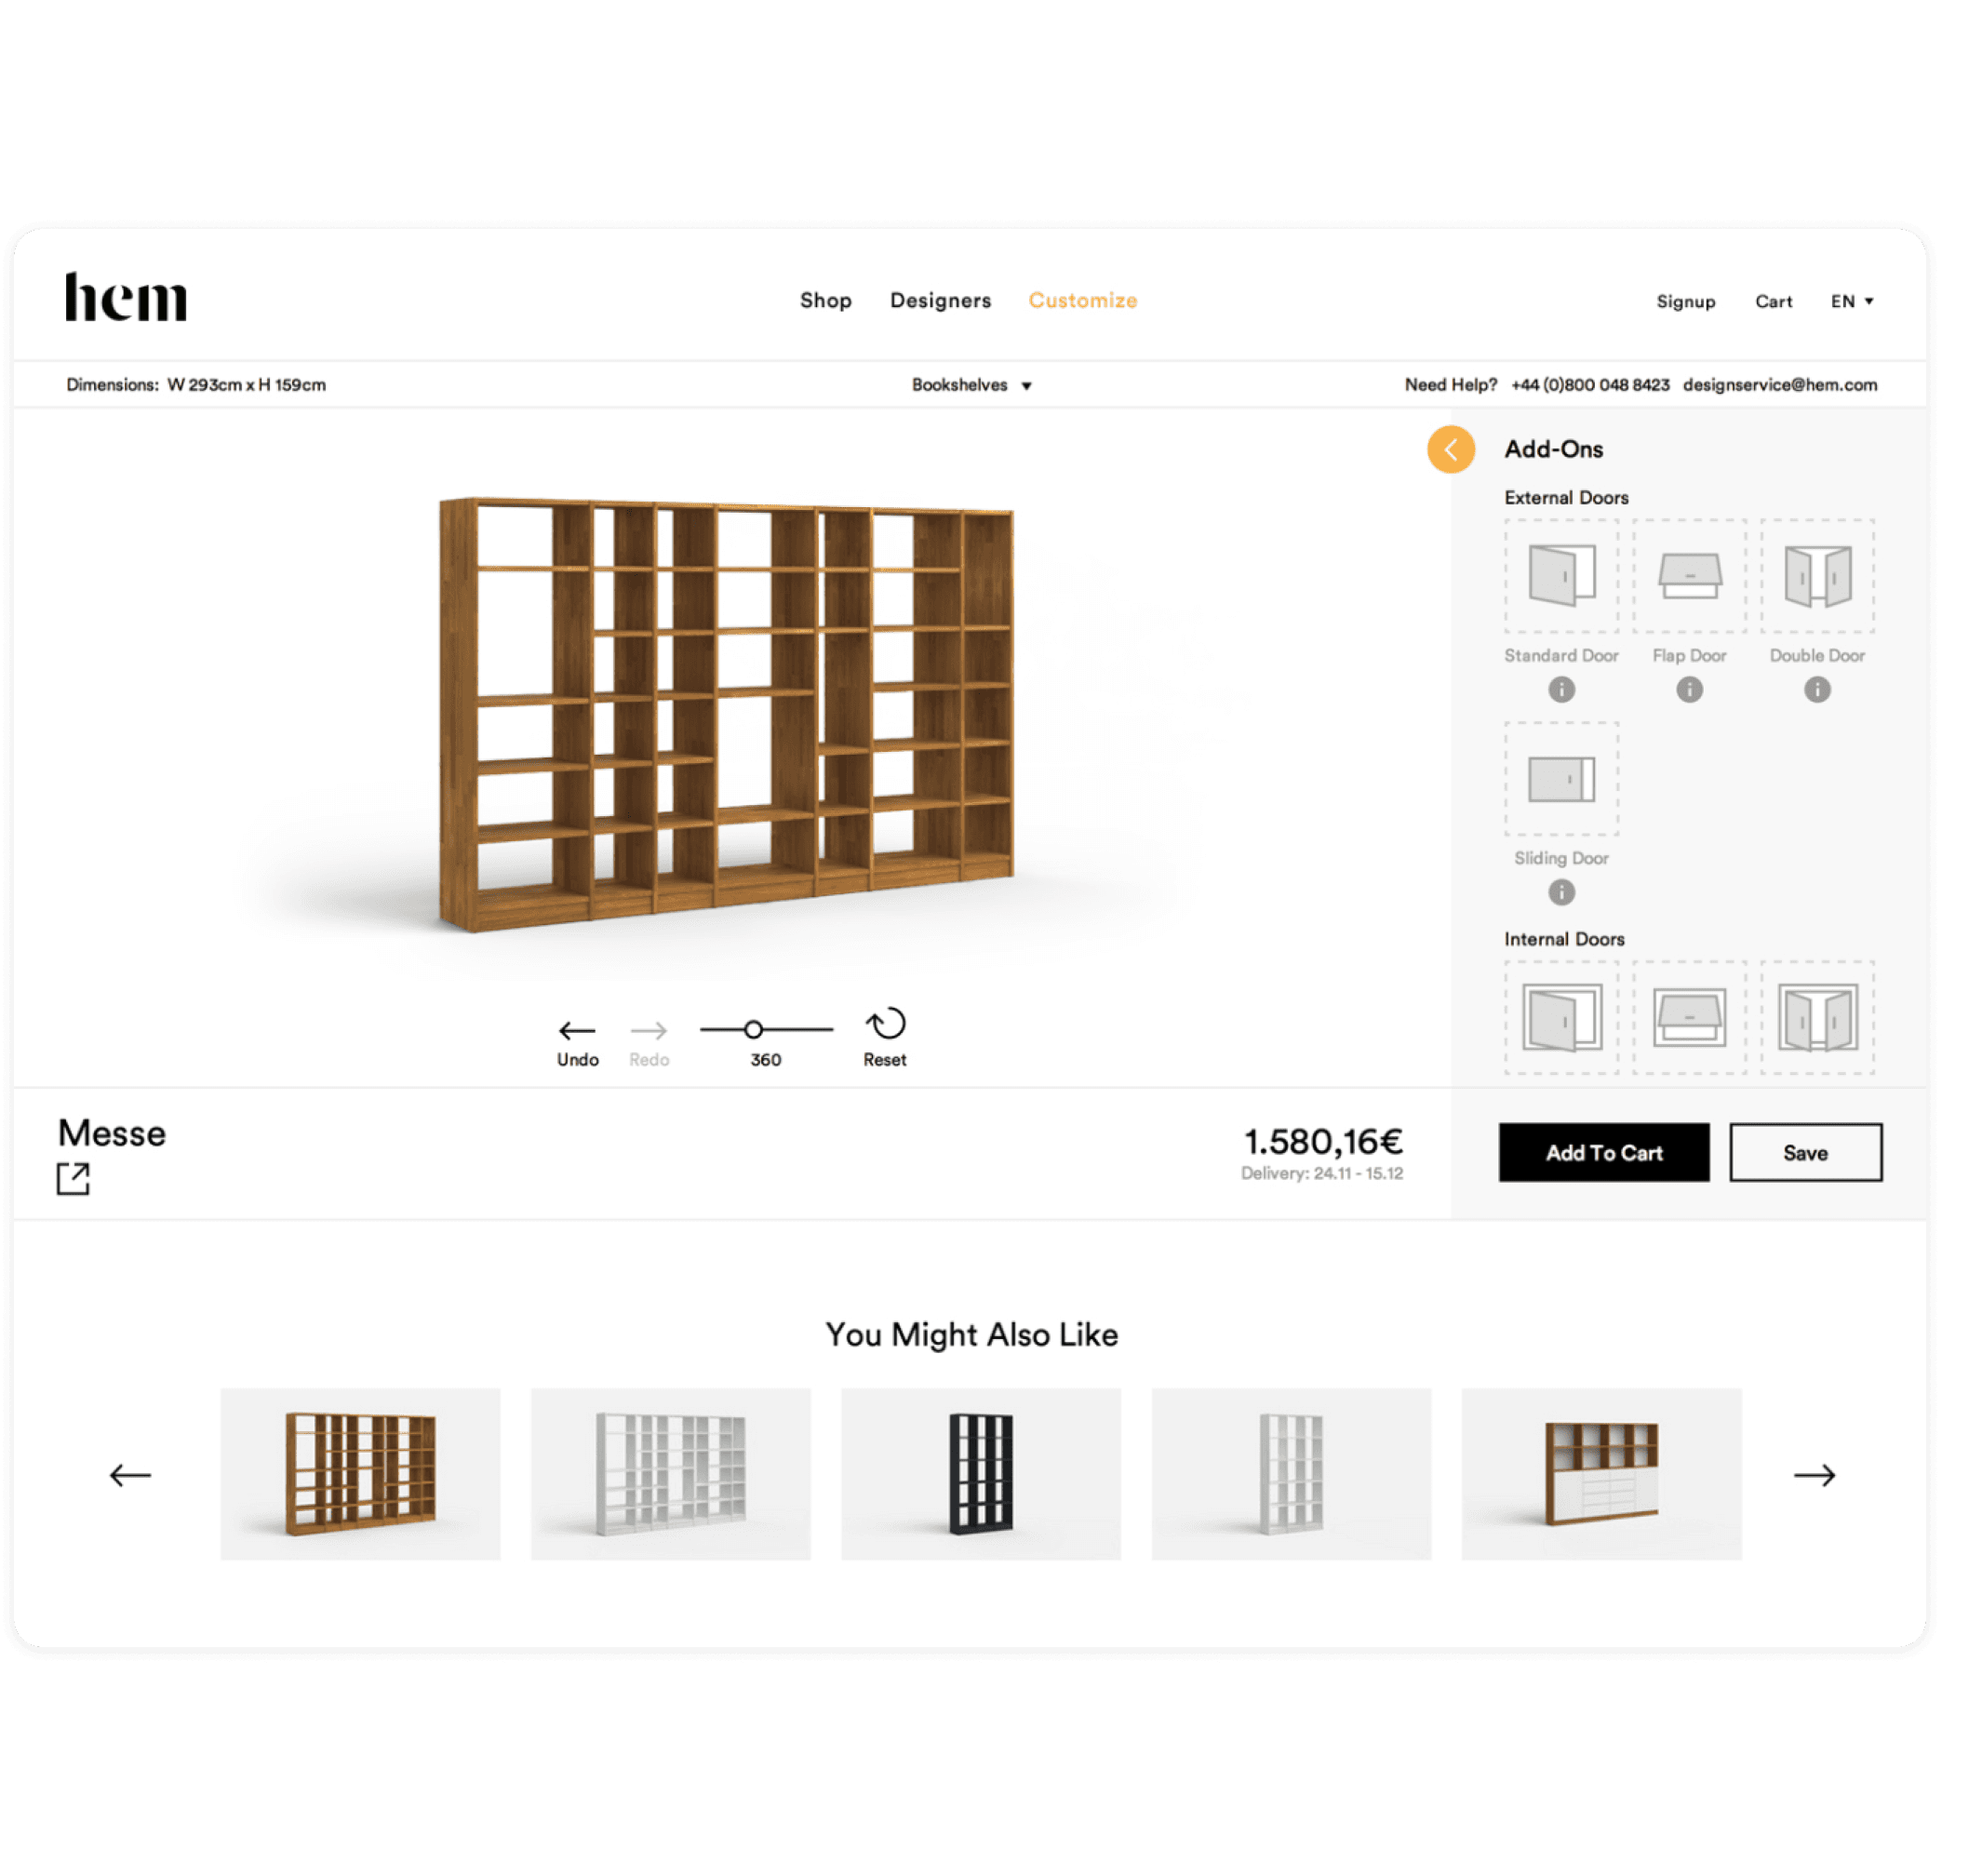 hem
Shop Designers Customize
Signup Cart EN
Dimensions: W 293cm x H 159cm
Bookshelves
Need Help? +44 (0)800 048 8423 designservice@hem.com
Add-Ons
External Doors
Standard Door Flap Door Double Door
i i i
Sliding Door
i
Internal Doors
Undo Redo 360 Reset
Messe
1.580,16€
Delivery: 24.11 - 15.12
Add To Cart Save
You Might Also Like